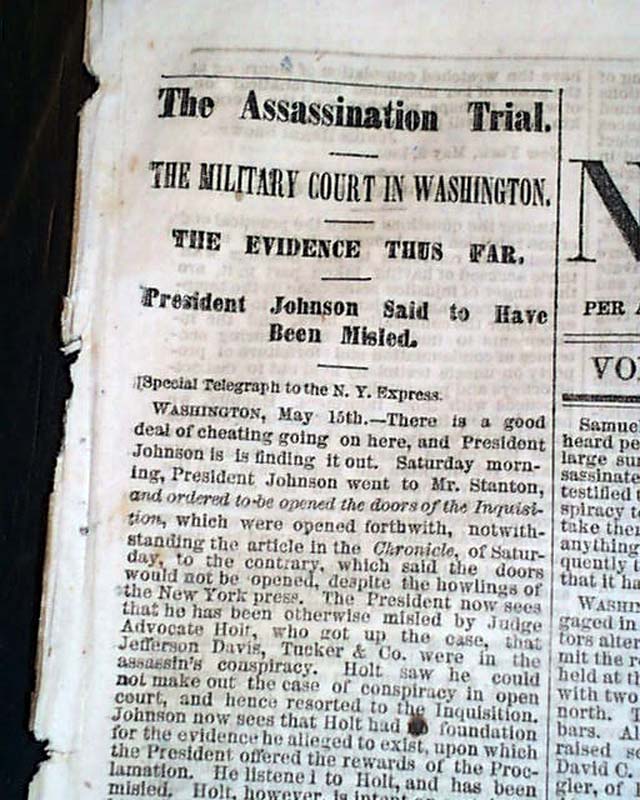 The Assassination Trial.
THE MILITARY COURT IN WASHINGTON.
THE EVIDENCE THUS FAR.
President Johnson Said to Have
Been Misled.
[Special Telegraph to the N. Y. Express.
WASHINGTON, May 15th.—There is a good
deal of cheating going on here, and President
Johnson is is finding it out. Saturday morn-
ing, President Johnson went to Mr. Stanton,
and ordered to be opened the doors of the Inquisi-
tion, which were opened forthwith, notwith-
standing the article in the Chronicle, of Satur-
day, to the contrary, which said the doors
would not be opened, despite the howlings of
the New York press. The President now sees
that he has been otherwise misled by Judge
Advocate Holt, who got up the case, that
Jefferson Davis, Tucker & Co. were in the
assassin's conspiracy. Holt saw he could
not make out the case of conspiracy in open
court, and hence resorted to the Inquisition.
Johnson now sees that Holt had foundation
for the evidence he alleged to exist, upon which
the President offered the rewards of the Proc-
lamation. He listened to Holt, and has been
misled. Holt, however, is
N
PER A
VO
Samuel
heard pe
large su
sassinate
testified
spiracy to
take them
anything
quently t
that it ha
WASHIN
gaged in
tors alter
mit the r
held at th
with two
north. T
bars. Al
raised s
David C.
gler, of